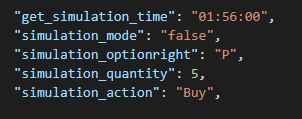 "get_simulation_time": "01:56:00",
"simulation_mode": "false",
"simulation_optionright": "P",
"simulation_quantity": 5,
"simulation_action": "Buy",